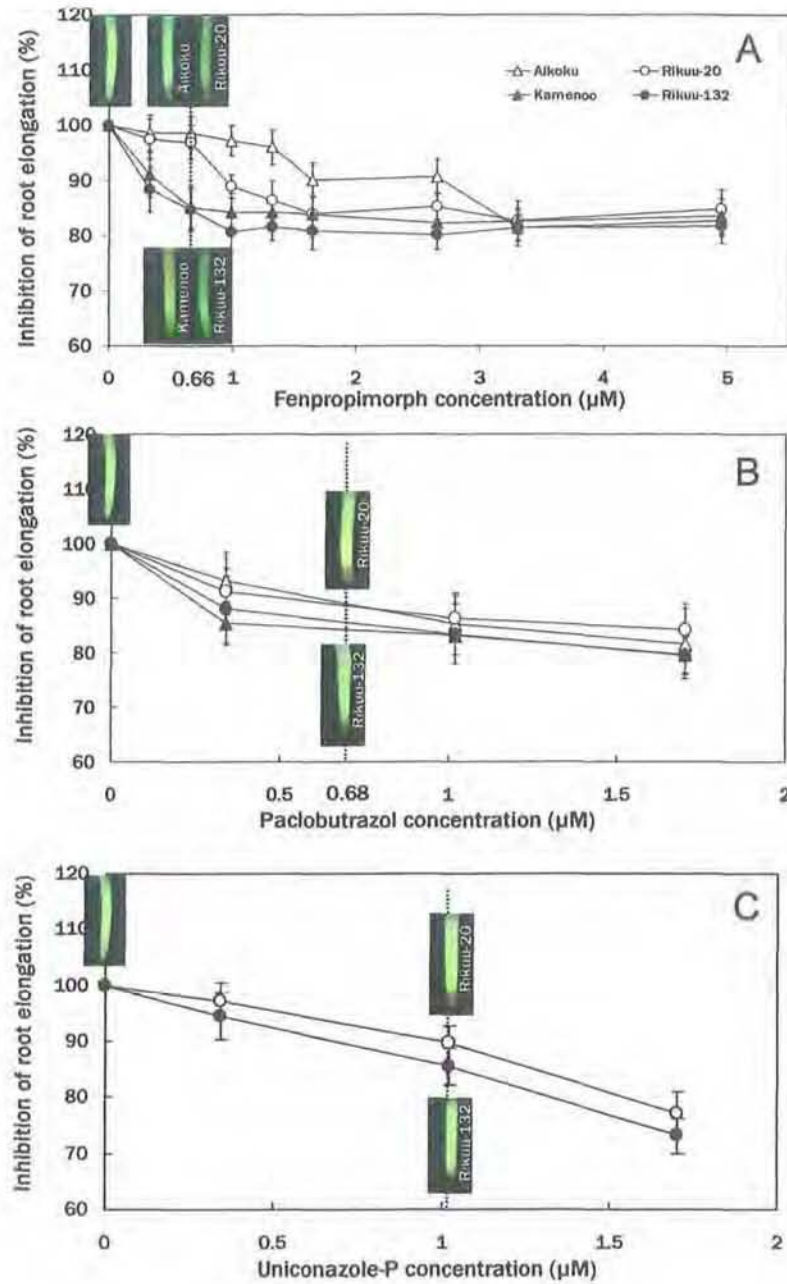 120
110
100
90
80
70
60
Inhibition of root elongation (%)
A
Aikoku
Rikuu-20
Kamenoo
Rikuu-132
Aikoku
Rikuu-20
Kamenoo
Rikuu-132
0 0.66 1 2 3 4 5
Fenpropimorph concentration (µM)
120
110
100
90
80
70
60
Inhibition of root elongation (%)
B
Rikuu-20
Rikuu-132
0 0.5 0.68 1 1.5 2
Paclobutrazol concentration (µM)
120
110
100
90
80
70
60
Inhibition of root elongation (%)
C
Rikuu-20
Rikuu-132
0 0.5 1 1.5 2
Uniconazole-P concentration (µM)